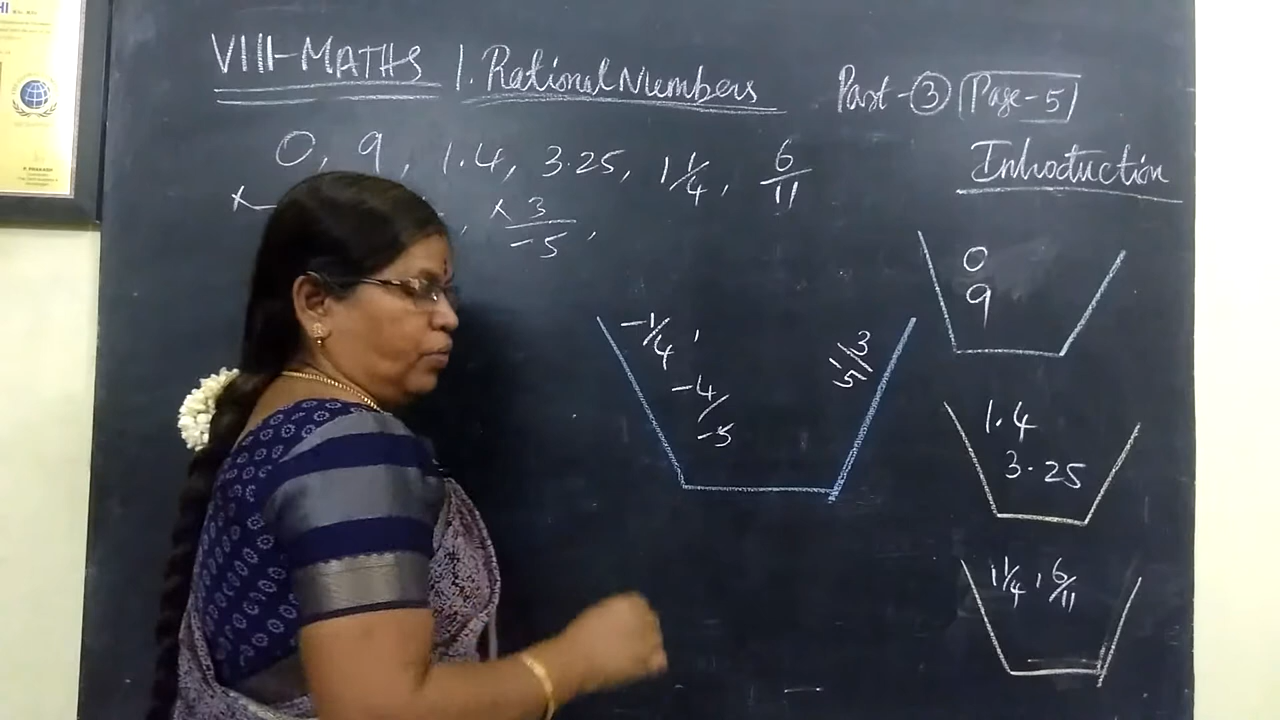 VIII-MATHS 1. Rational Numbers Part - 3 Page - 5
0, 9, 1.4, 3.25, 1 1/4, 6/11
Introduction
× × 3/-5,
0
9
-1/4, 3/5
-4/-5
1.4
3.25
1 1/4, 6/11